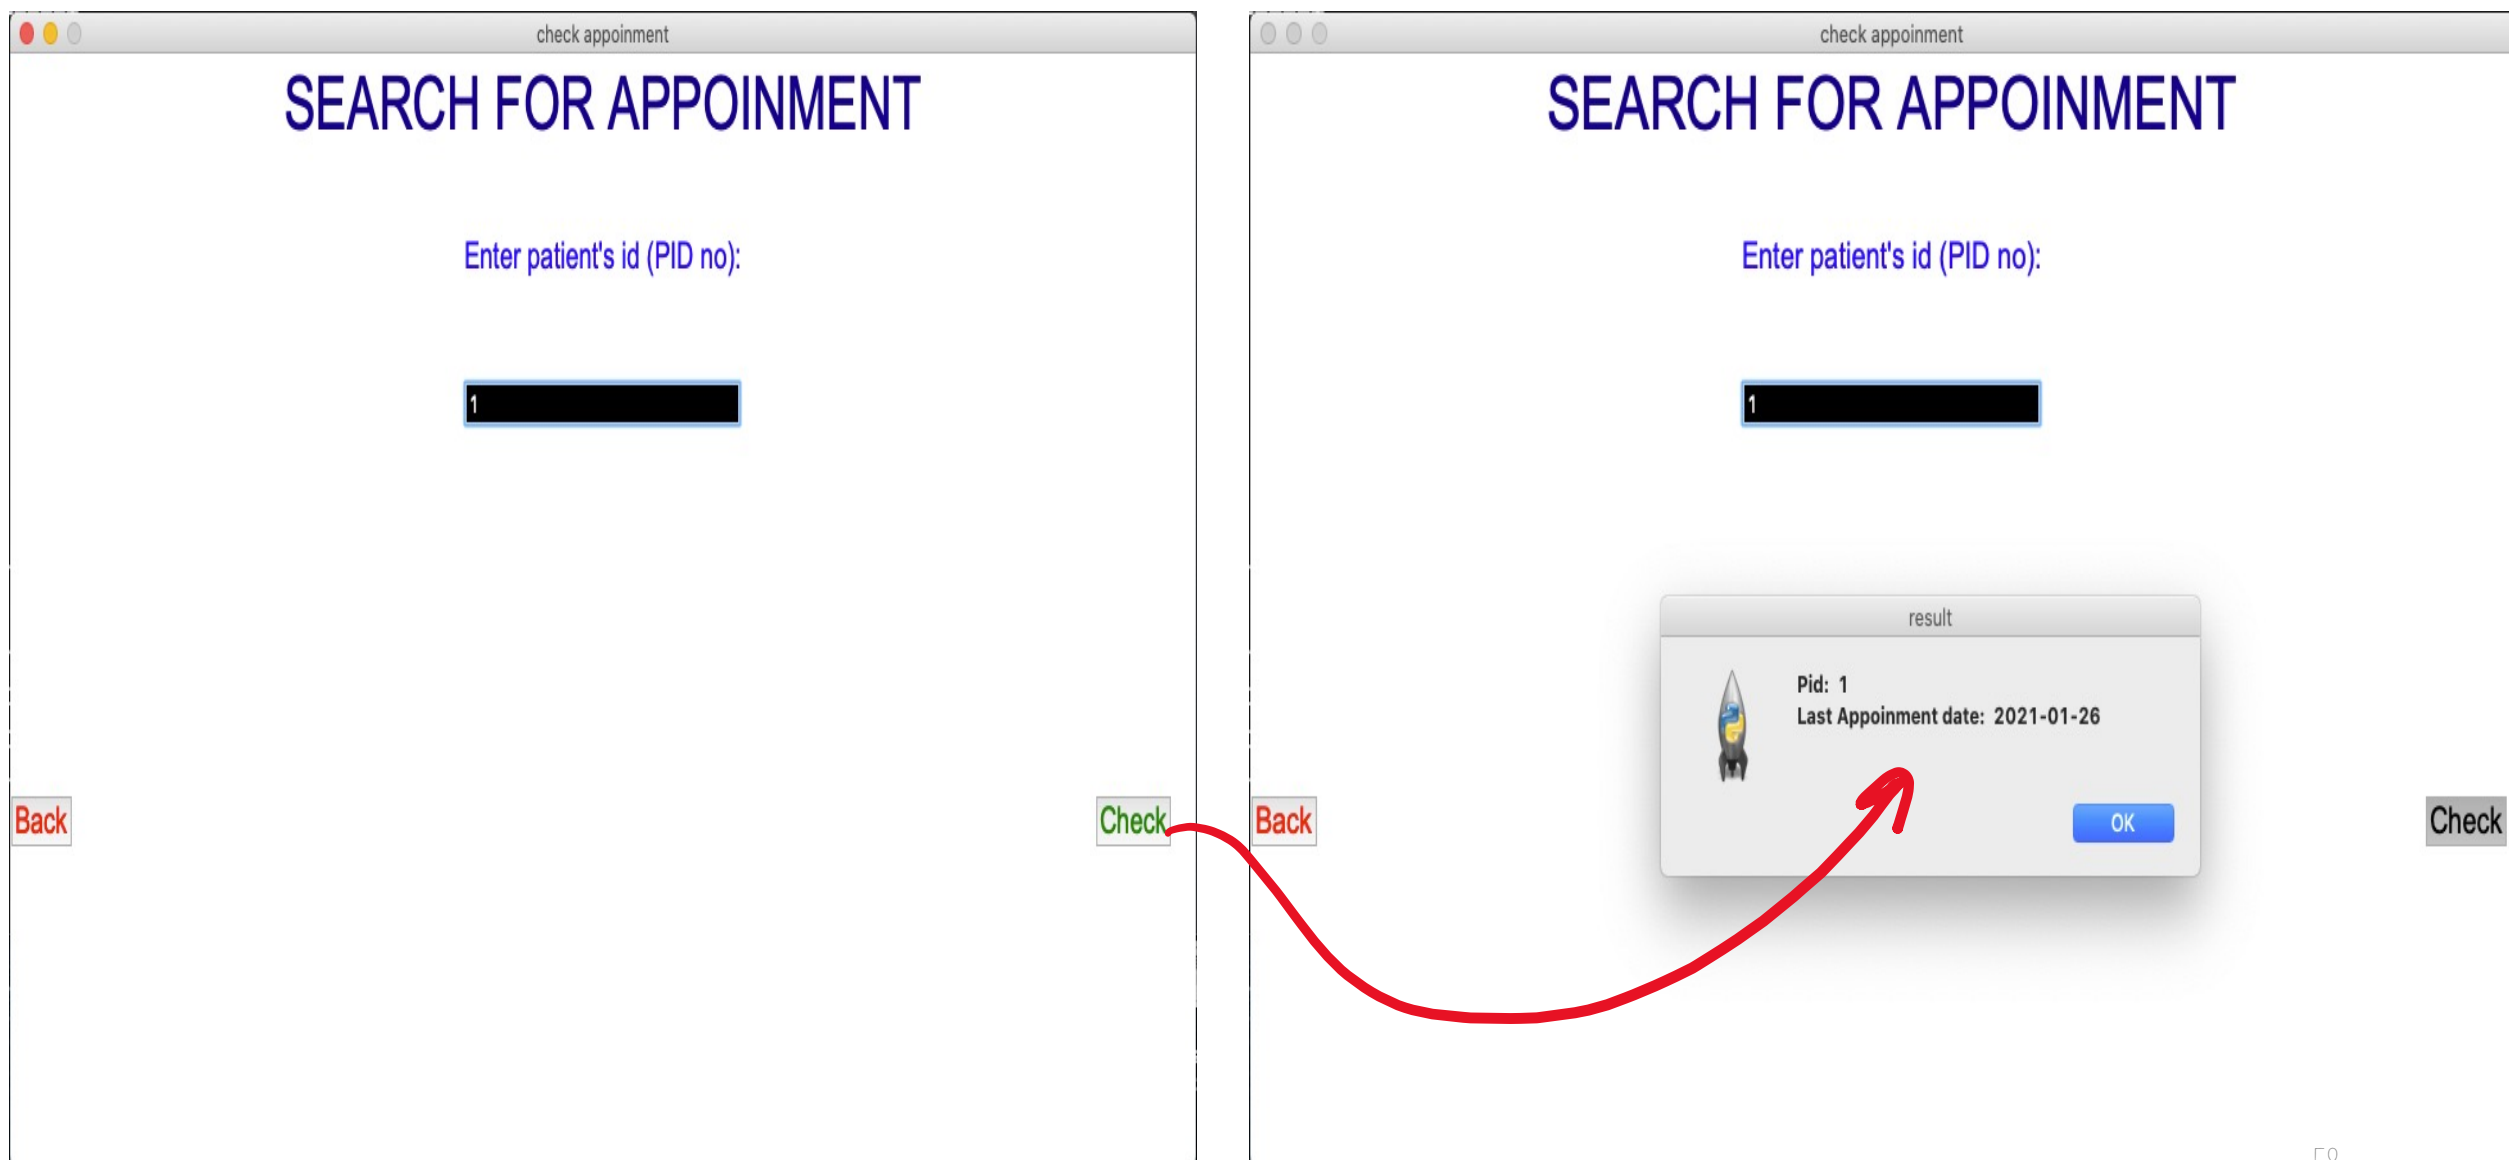 check appoinment
SEARCH FOR APPOINMENT
Enter patient's id (PID no):
1
Back
Check
check appoinment
SEARCH FOR APPOINMENT
Enter patient's id (PID no):
1
result
Pid: 1
Last Appoinment date: 2021-01-26
OK
Back
Check